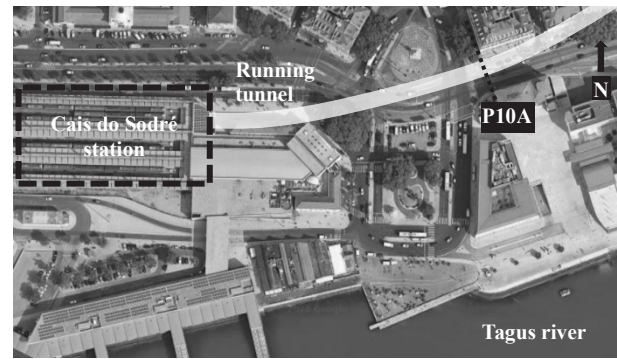 Running
tunnel
N
P10A
Cais do Sodré
station
Tagus river